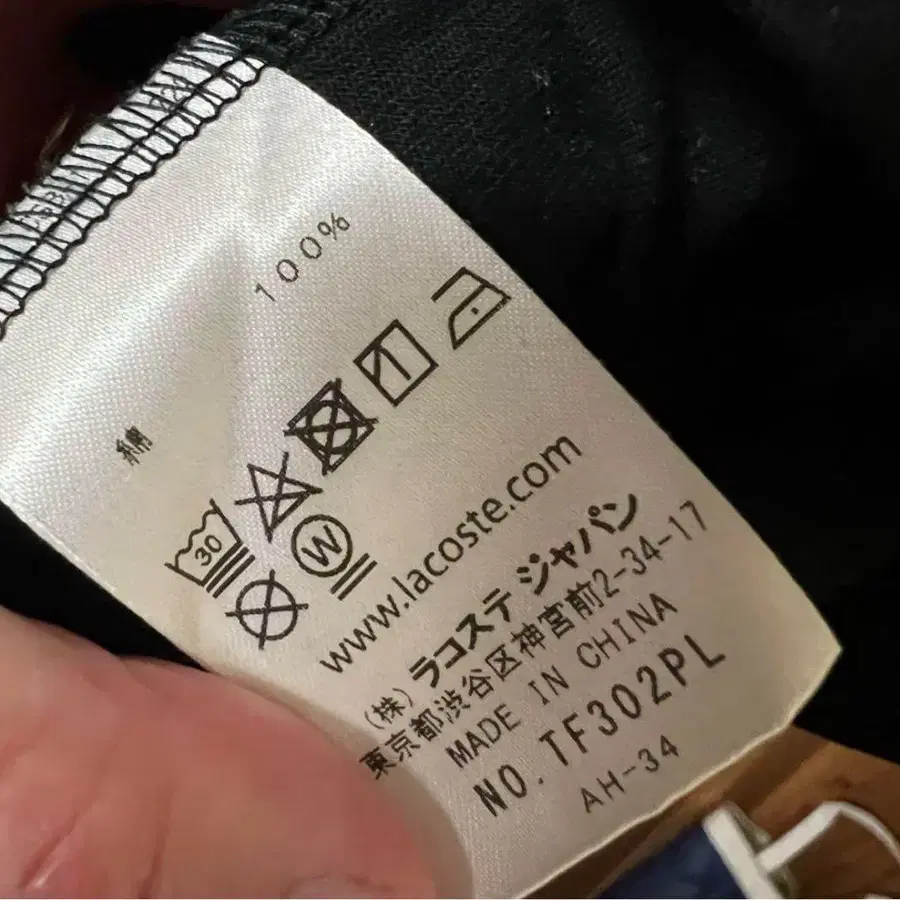 綿 100%
30
W
www.lacoste.com
(株) ラコステ ジャパン
東京都渋谷区神宮前2-34-17
MADE IN CHINA
NO. TF302PL
AH-34